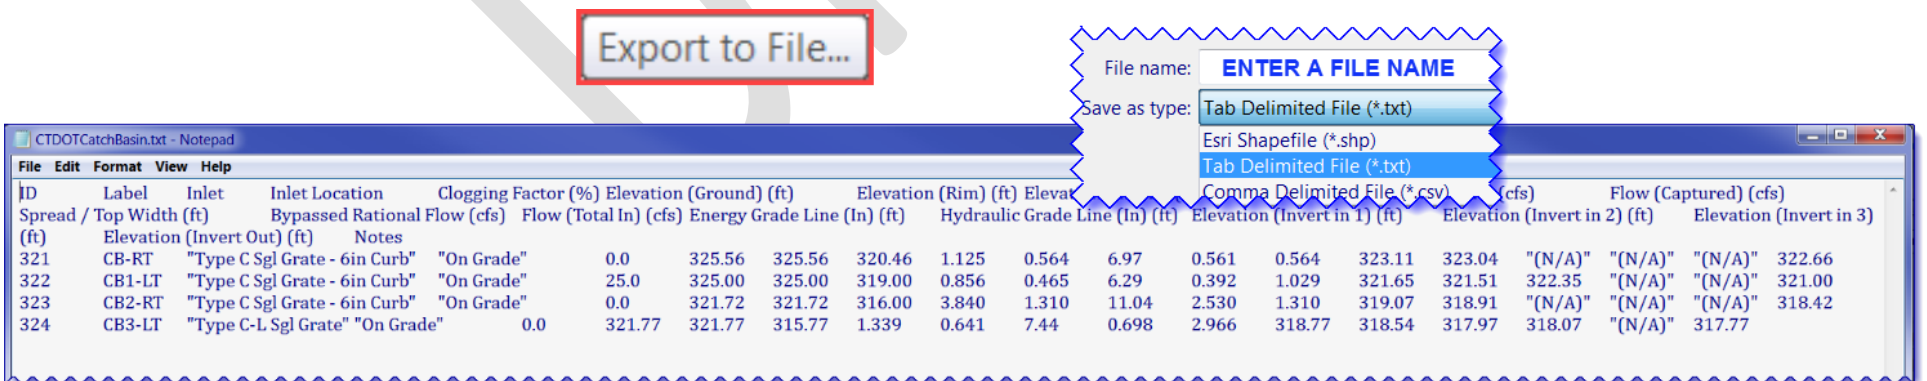 Export to File...
File name: ENTER A FILE NAME
Save as type: Tab Delimited File (*.txt)
Esri Shapefile (*.shp)
Tab Delimited File (*.txt)
Comma Delimited File (*.csv)
CTDOTCatchBasin.txt - Notepad
File Edit Format View Help
ID Label Inlet Inlet Location Clogging Factor (%) Elevation (Ground) (ft) Elevation (Rim) (ft) (cfs) Flow (Captured) (cfs)
Spread / Top Width (ft) Bypassed Rational Flow (cfs) Flow (Total In) (cfs) Energy Grade Line (In) (ft) Hydraulic Grade Line (In) (ft) Elevation (Invert in 1) (ft) Elevation (Invert in 2) (ft) Elevation (Invert in 3)
(ft) Elevation (Invert Out) (ft) Notes
321 CB-RT "Type C Sgl Grate - 6in Curb" "On Grade" 0.0 325.56 325.56 320.46 1.125 0.564 6.97 0.561 0.564 323.11 323.04 "(N/A)" "(N/A)" "(N/A)" 322.66
322 CB1-LT "Type C Sgl Grate - 6in Curb" "On Grade" 25.0 325.00 325.00 319.00 0.856 0.465 6.29 0.392 1.029 321.65 321.51 322.35 "(N/A)" "(N/A)" 321.00
323 CB2-RT "Type C Sgl Grate - 6in Curb" "On Grade" 0.0 321.72 321.72 316.00 3.840 1.310 11.04 2.530 1.310 319.07 318.91 "(N/A)" "(N/A)" "(N/A)" 318.42
324 CB3-LT "Type C-L Sgl Grate" "On Grade" 0.0 321.77 321.77 315.77 1.339 0.641 7.44 0.698 2.966 318.77 318.54 317.97 318.07 "(N/A)" 317.77